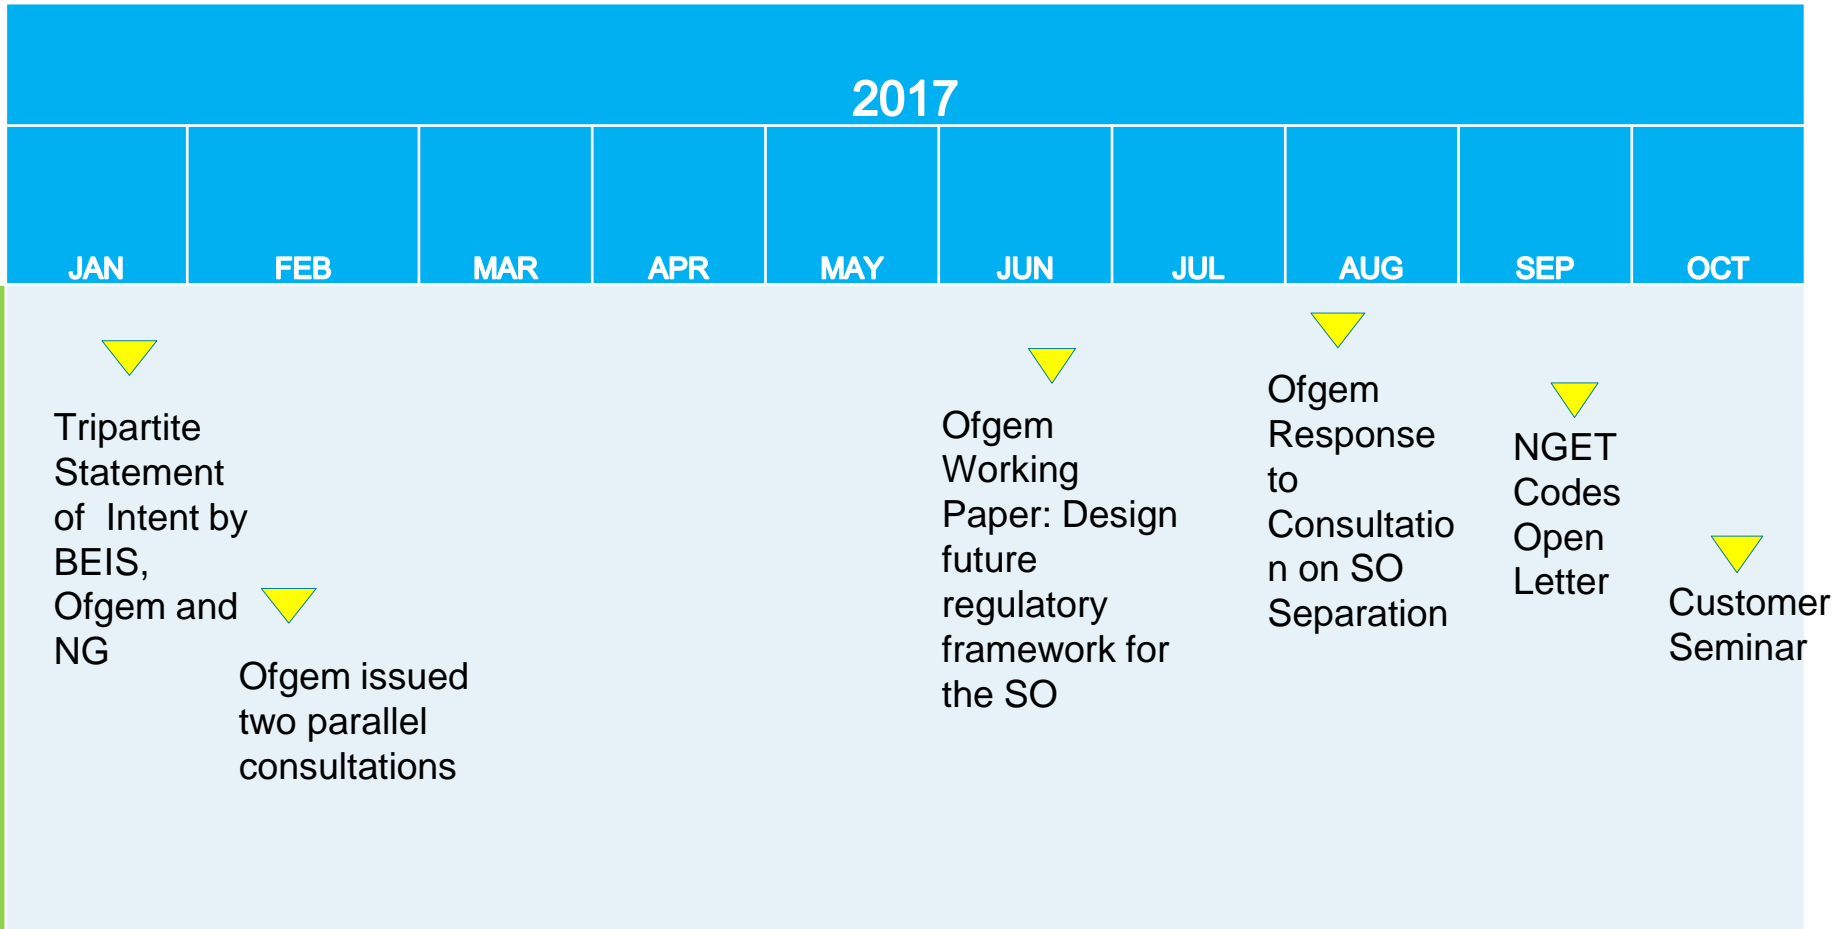 2017
JAN FEB MAR APR MAY JUN JUL AUG SEP OCT
Tripartite
Statement
of  Intent by
BEIS,
Ofgem and
NG
Ofgem issued
two parallel
consultations
Ofgem
Working
Paper: Design
future
regulatory
framework for
the SO
Ofgem
Response
to
Consultatio
n on SO
Separation
NGET
Codes
Open
Letter
Customer
Seminar